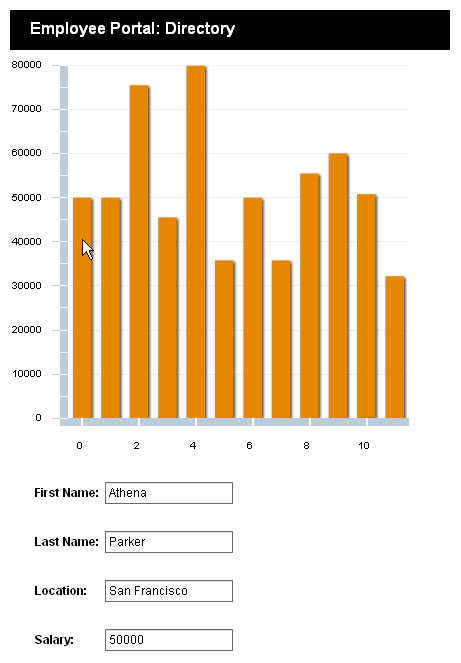 Employee Portal: Directory
80000
70000
60000
50000
40000
30000
20000
10000
0
0 2 4 6 8 10
First Name: Athena
Last Name: Parker
Location: San Francisco
Salary: 50000